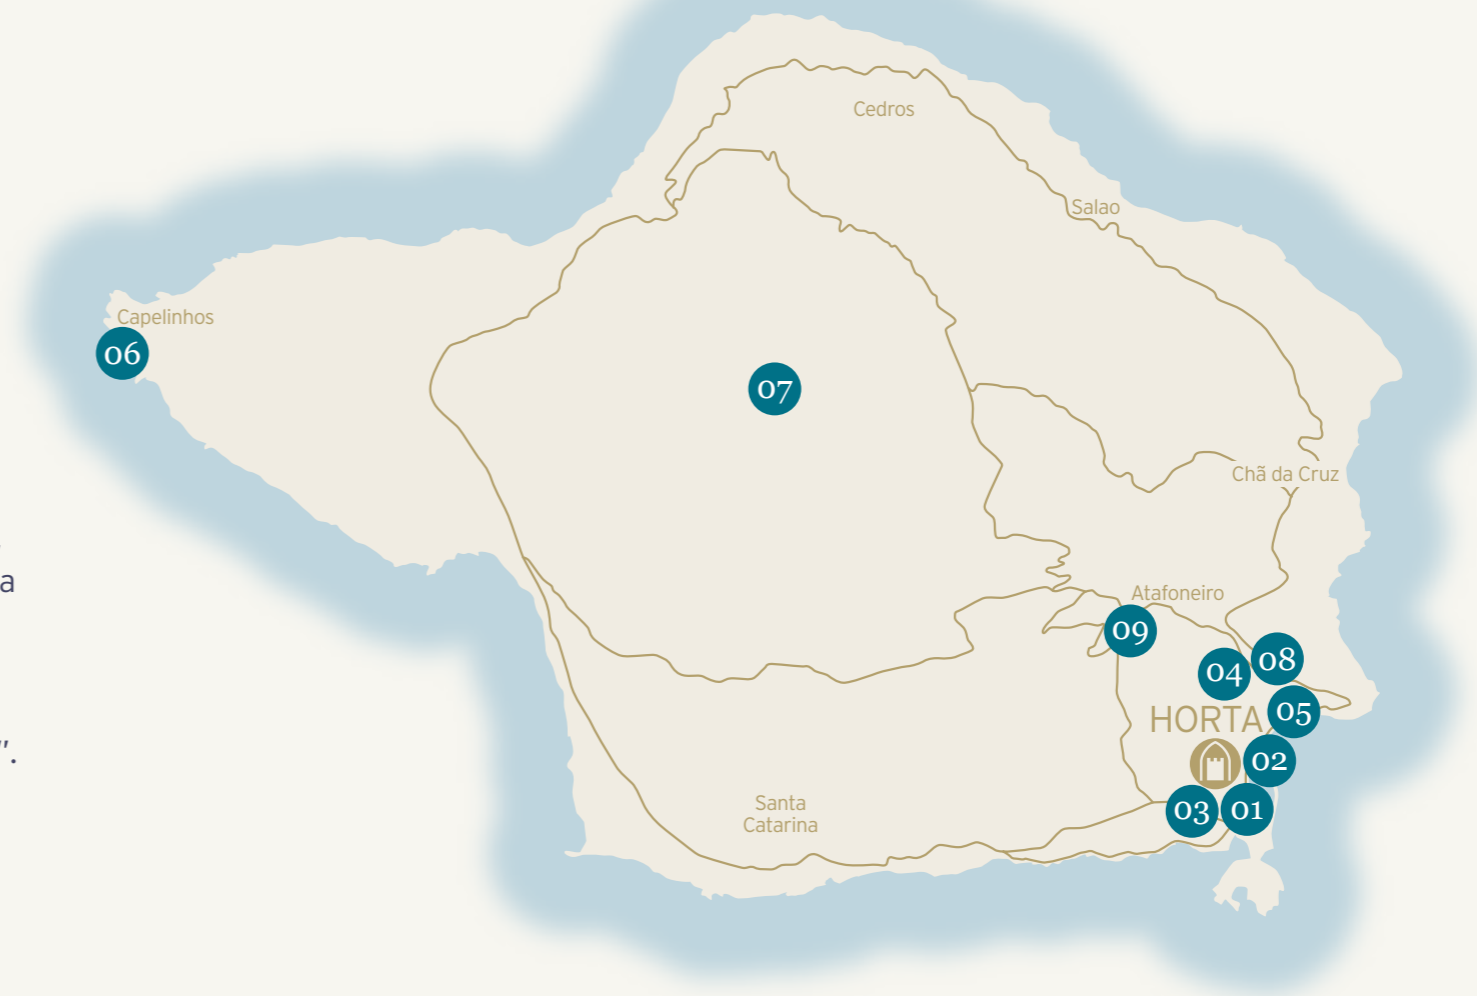 Cedros
Salao
Capelinhos
06
07
Chã da Cruz
a
Atafoneiro
09
08
04
HORTA
05
".
02
Santa
Catarina
03
01